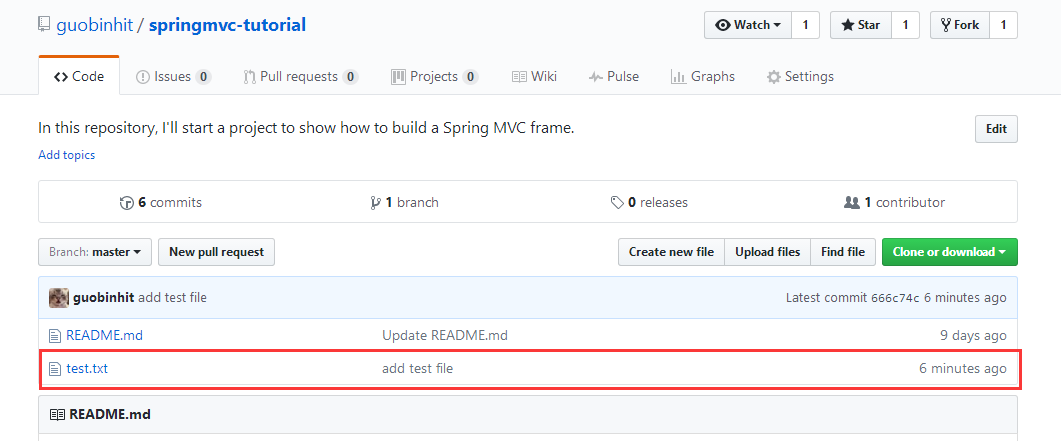 guobinhit / springmvc-tutorial Watch 1 Star 1 Fork 1
Code Issues 0 Pull requests 0 Projects 0 Wiki Pulse Graphs Settings
In this repository, I'll start a project to show how to build a Spring MVC frame. Edit
Add topics
6 commits 1 branch 0 releases 1 contributor
Branch: master New pull request Create new file Upload files Find file Clone or download
guobinhit add test file Latest commit 666c74c 6 minutes ago
README.md Update README.md 9 days ago
test.txt add test file 6 minutes ago
README.md